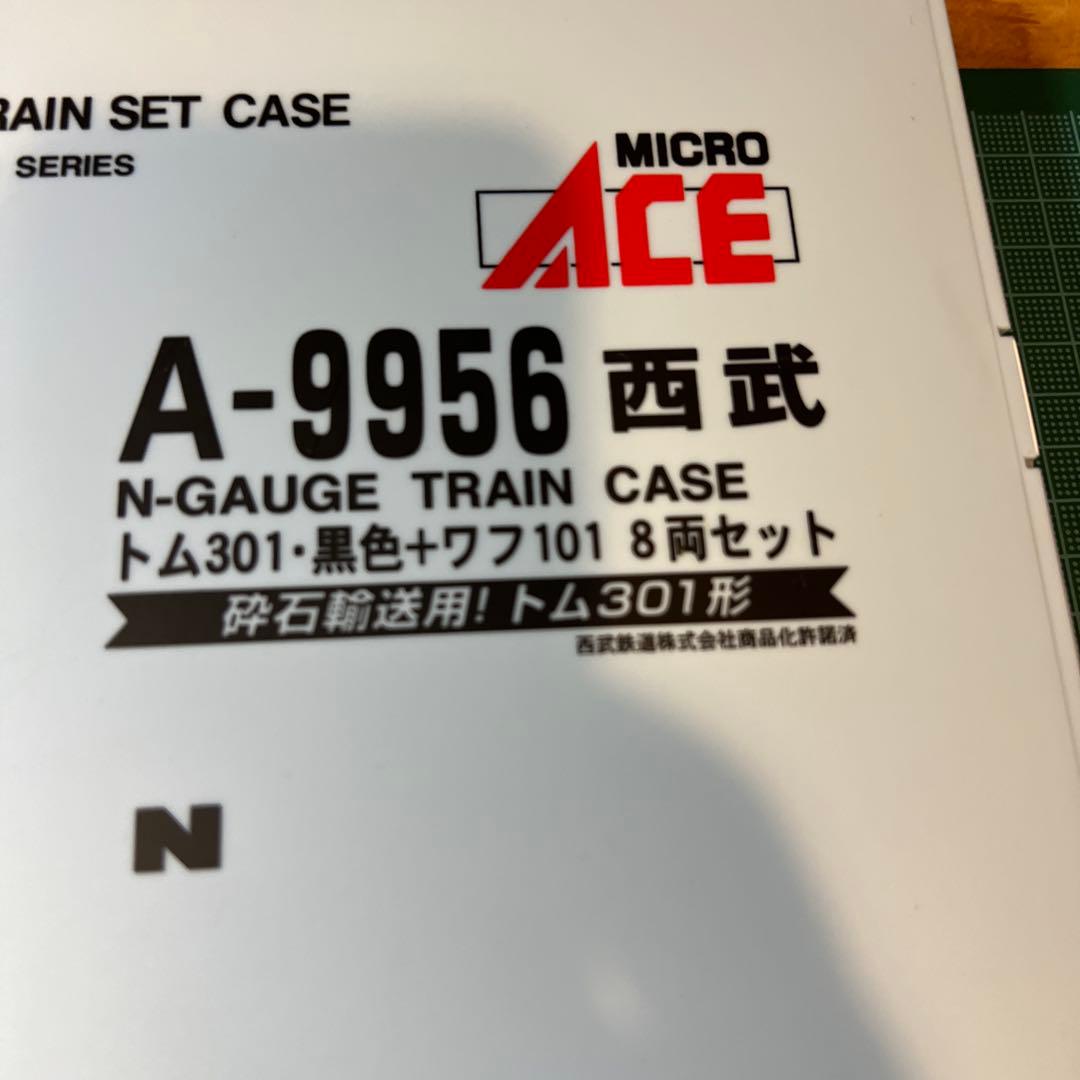 RAIN SET CASE
SERIES
MICRO
ACE
A-9956 西武
N-GAUGE TRAIN CASE
トム301・黒色+ワフ101 8両セット
砕石輸送用! トム301形
西武鉄道株式会社商品化許諾済
N